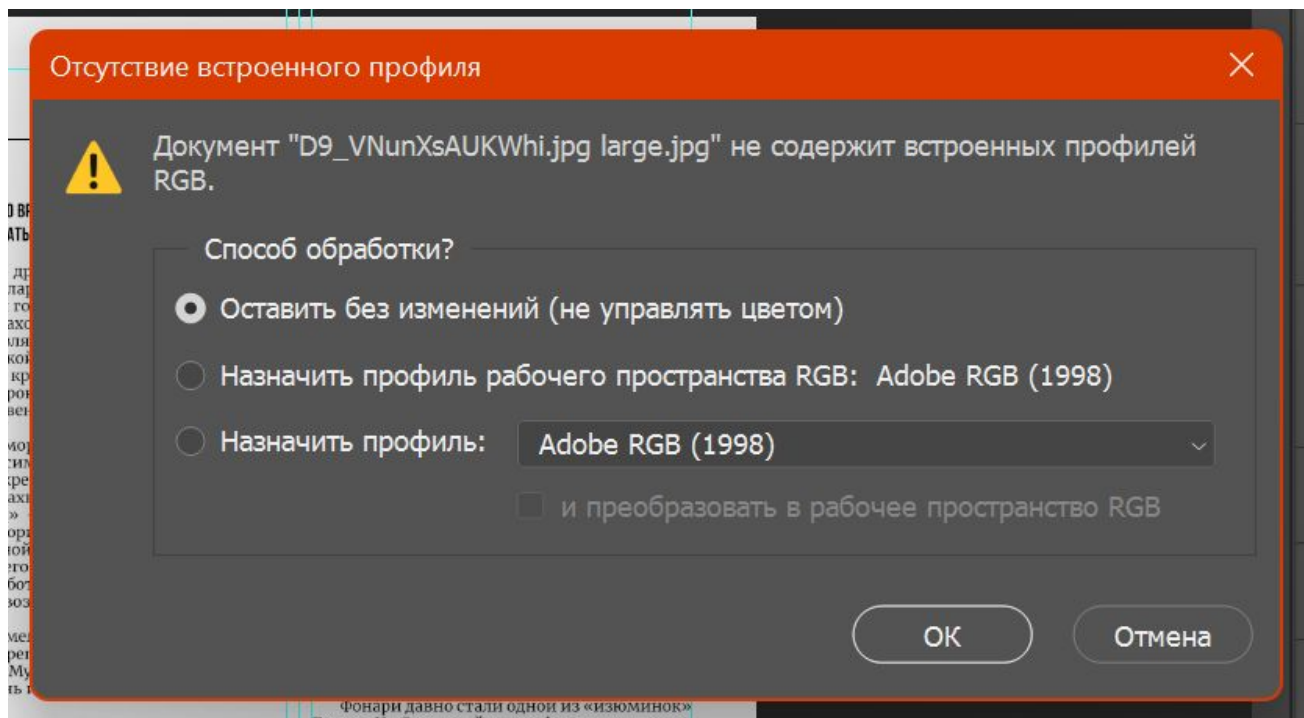 Отсутствие встроенного профиля
Документ "D9_VNunXsAUKWhi.jpg large.jpg" не содержит встроенных профилей
RGB.
Способ обработки?
Оставить без изменений (не управлять цветом)
Назначить профиль рабочего пространства RGB: Adobe RGB (1998)
Назначить профиль: Adobe RGB (1998)
и преобразовать в рабочее пространство RGB
ОК Отмена
Фонари давно стали одной из «изюминок»